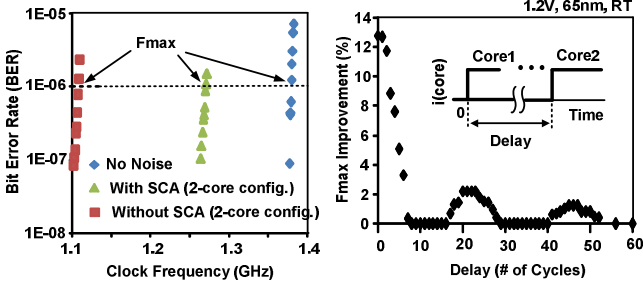 1.2V, 65nm, RT
Bit Error Rate (BER)
1E-05
1E-06
1E-07
1E-08
Fmax
No Noise
With SCA (2-core config.)
Without SCA (2-core config.)
1.1
1.2
1.3
1.4
Clock Frequency (GHz)
Fmax Improvement (%)
14
12
10
8
6
4
2
0
i(core)
Core1
Core2
0
Time
Delay
0
10
20
30
40
50
60
Delay (# of Cycles)